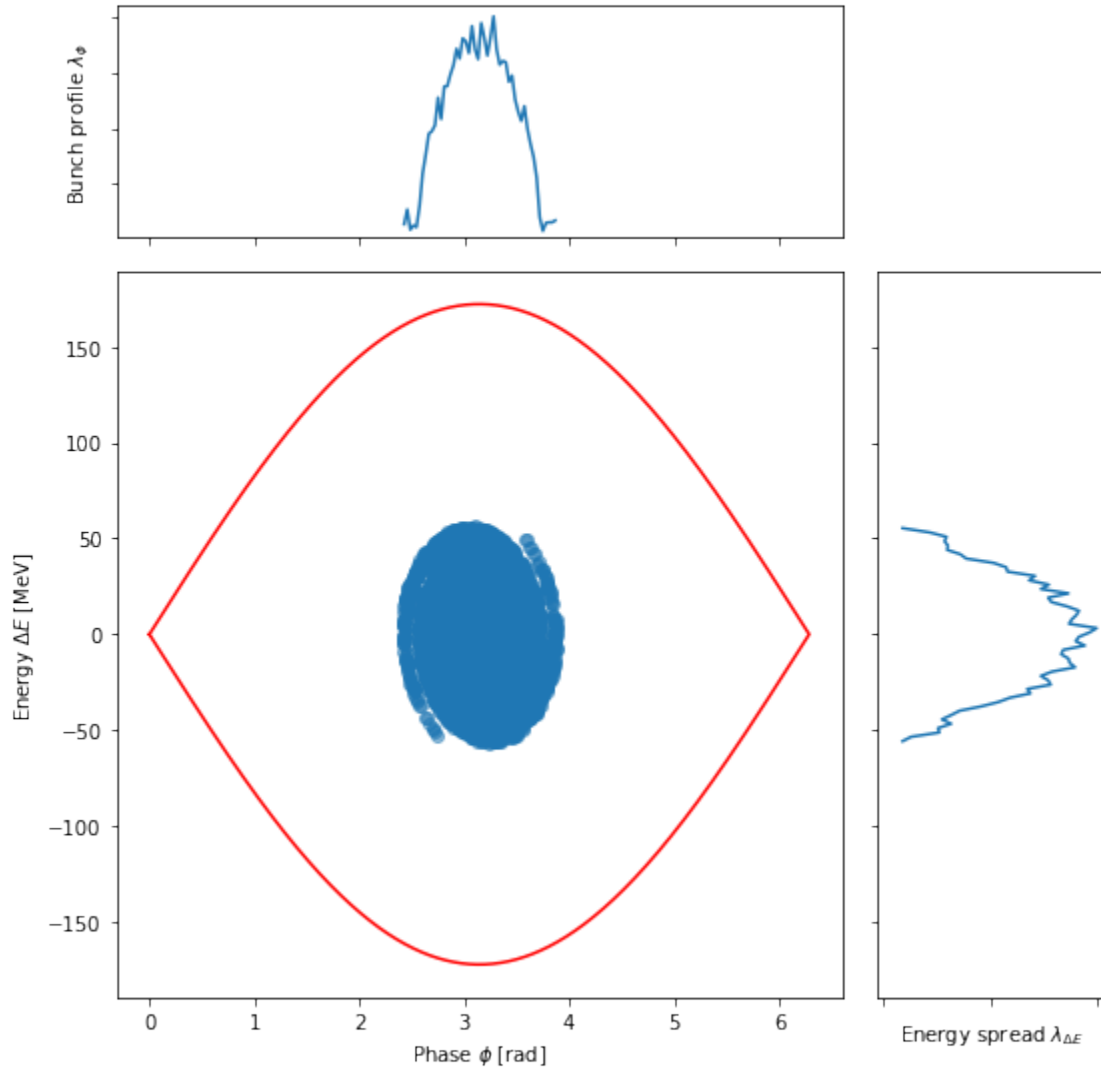 Bunch profile λ_Φ
150
100
50
0
−50
−100
−150
Energy ΔE [MeV]
0 1 2 3 4 5 6
Phase ϕ [rad]
Energy spread λ_ΔE